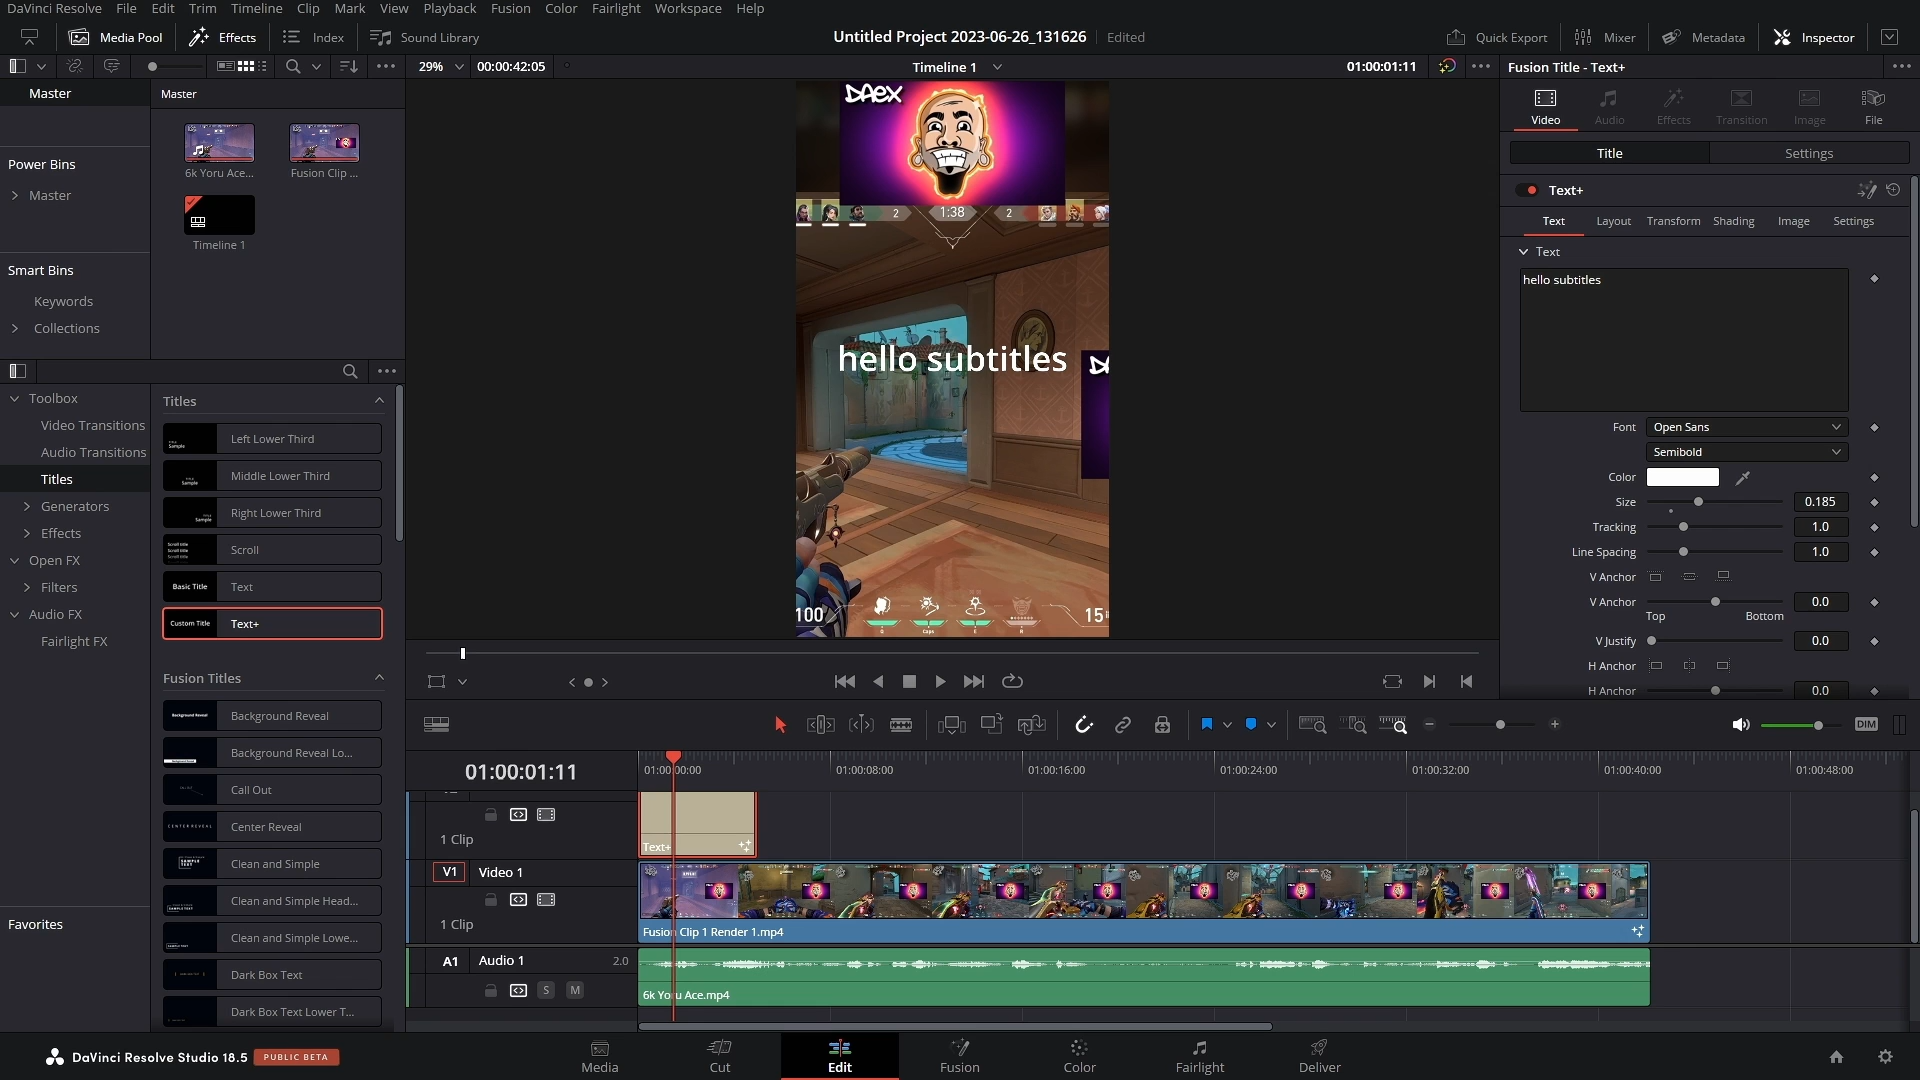 DaVinci Resolve File Edit Trim Timeline Clip Mark View Playback Fusion Color Fairlight Workspace Help
Media Pool Effects Index Sound Library
Untitled Project 2023-06-26_131626 Edited
Quick Export Mixer Metadata Inspector
29% 00:00:42:05 Timeline 1 01:00:01:11
Fusion Title - Text+
Master
Power Bins
Master
Smart Bins
Keywords
Collections
Master
6k Yoru Ace...
Fusion Clip ...
Timeline 1
Toolbox
Video Transitions
Audio Transitions
Titles
Generators
Effects
Open FX
Filters
Audio FX
Fairlight FX
Favorites
Titles
Left Lower Third
Middle Lower Third
Right Lower Third
Scroll
Basic Title Text
Custom Title Text+
Fusion Titles
Background Reveal Background Reveal
Background Reveal Lo...
Call Out
CENTER REVEAL Center Reveal
Clean and Simple
Clean and Simple Head...
Clean and Simple Lowe...
Dark Box Text
Dark Box Text Lower T...
DAEX
2 1:38 2
hello subtitles
100
15
Video Audio Effects Transition Image File
Title Settings
Text+
Text Layout Transform Shading Image Settings
Text
hello subtitles
Font Open Sans
Semibold
Color
Size 0.185
Tracking 1.0
Line Spacing 1.0
V Anchor
V Anchor 0.0
Top Bottom
V Justify 0.0
H Anchor
H Anchor 0.0
DIM
01:00:01:11
01:00:00:00 01:00:08:00 01:00:16:00 01:00:24:00 01:00:32:00 01:00:40:00 01:00:48:00
1 Clip
Text+
V1 Video 1
1 Clip
Fusion Clip 1 Render 1.mp4
A1 Audio 1 2.0
S M
6k Yoru Ace.mp4
DaVinci Resolve Studio 18.5 PUBLIC BETA
Media Cut Edit Fusion Color Fairlight Deliver